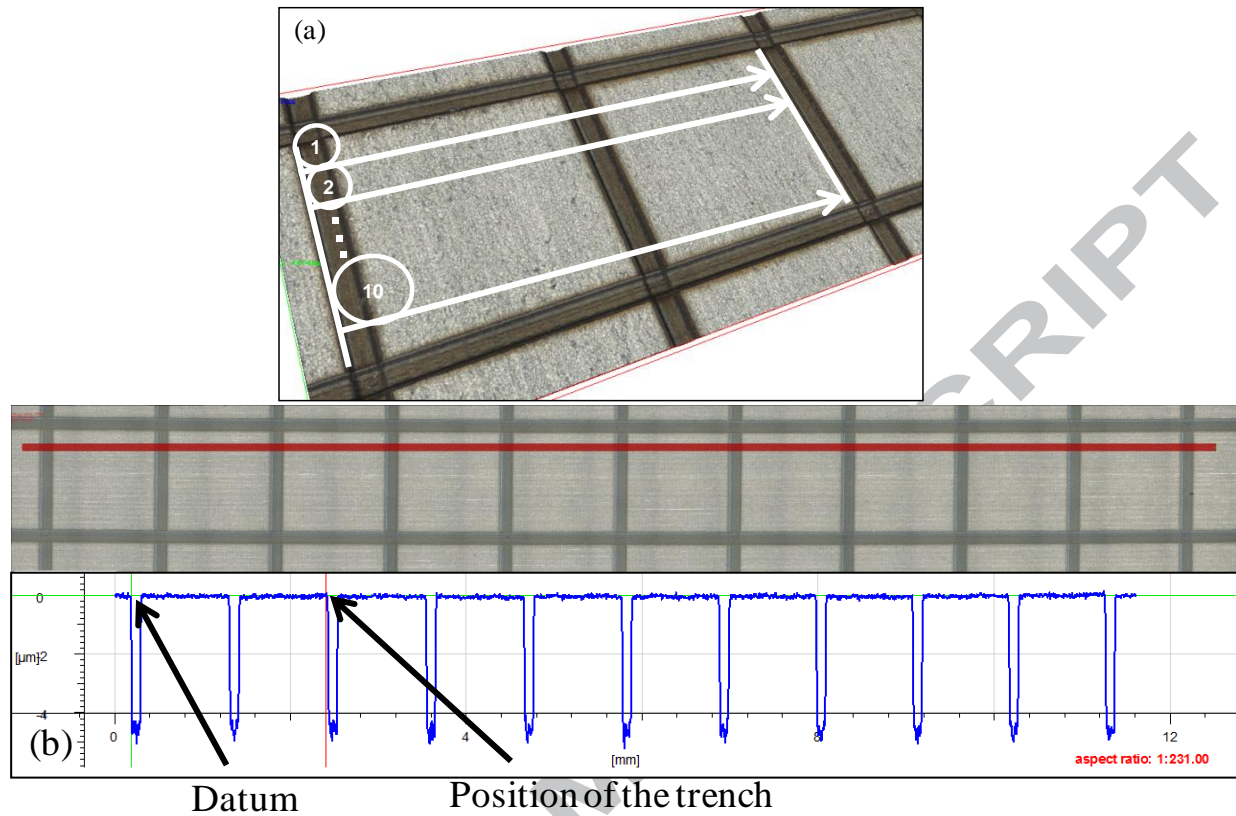 (a)
1
2
10
0
[µm]
-2
-4
(b)
0
4
8
12
[mm]
aspect ratio: 1:231.00
Datum
Position of the trench
SCRIPT
M